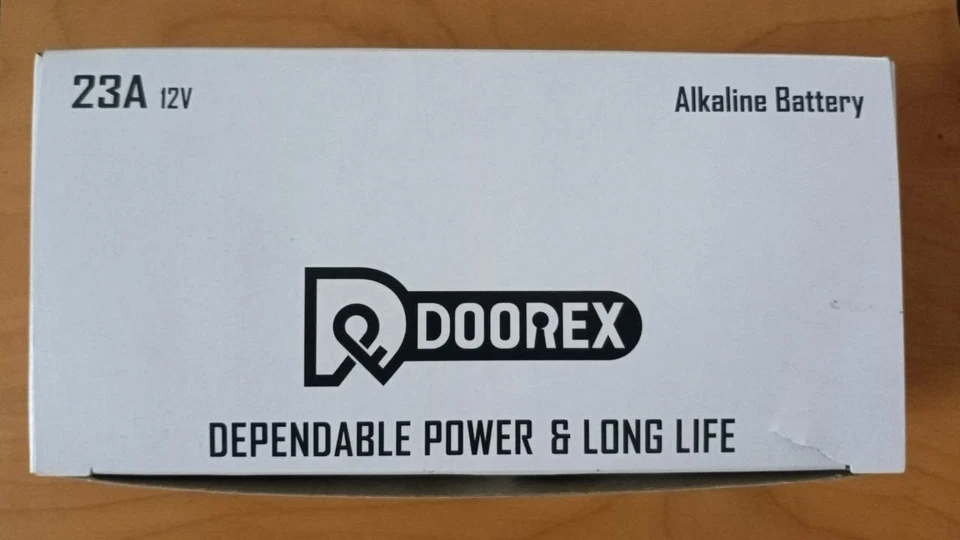 23A 12V
Alkaline Battery
DOOREX
DEPENDABLE POWER & LONG LIFE